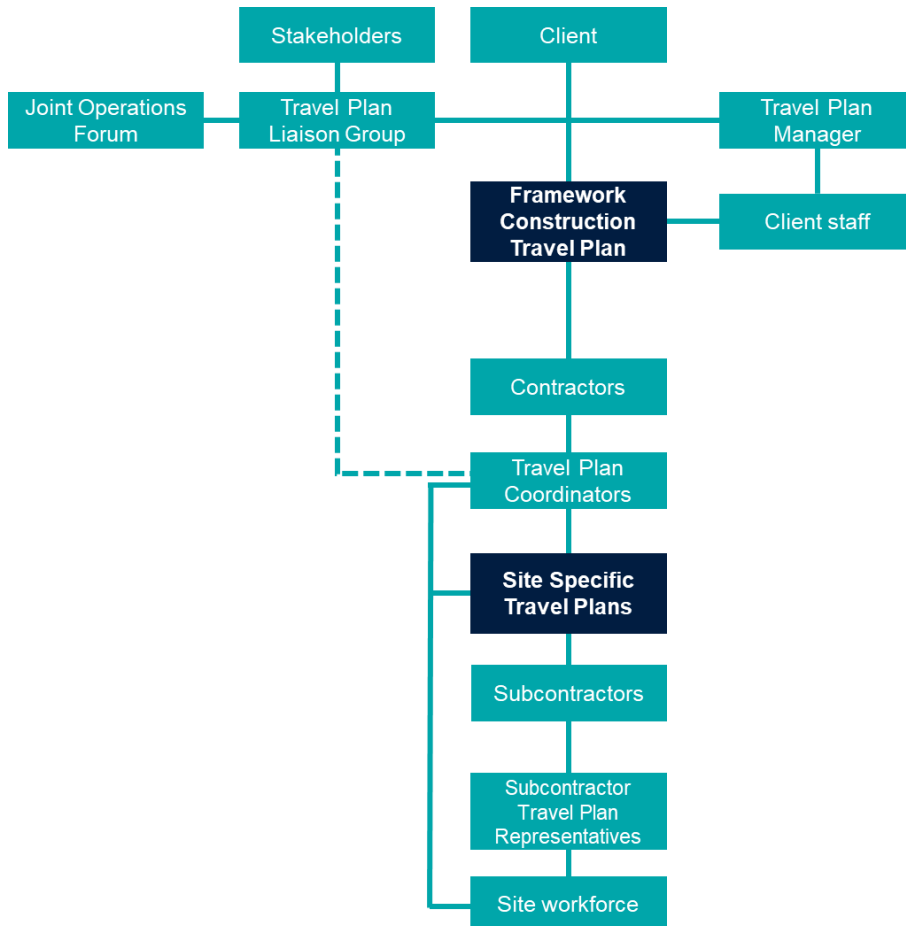 Stakeholders
Client
Joint Operations
Forum
Travel Plan
Liaison Group
Travel Plan
Manager
Framework
Construction
Travel Plan
Client staff
Contractors
Travel Plan
Coordinators
Site Specific
Travel Plans
Subcontractors
Subcontractor
Travel Plan
Representatives
Site workforce